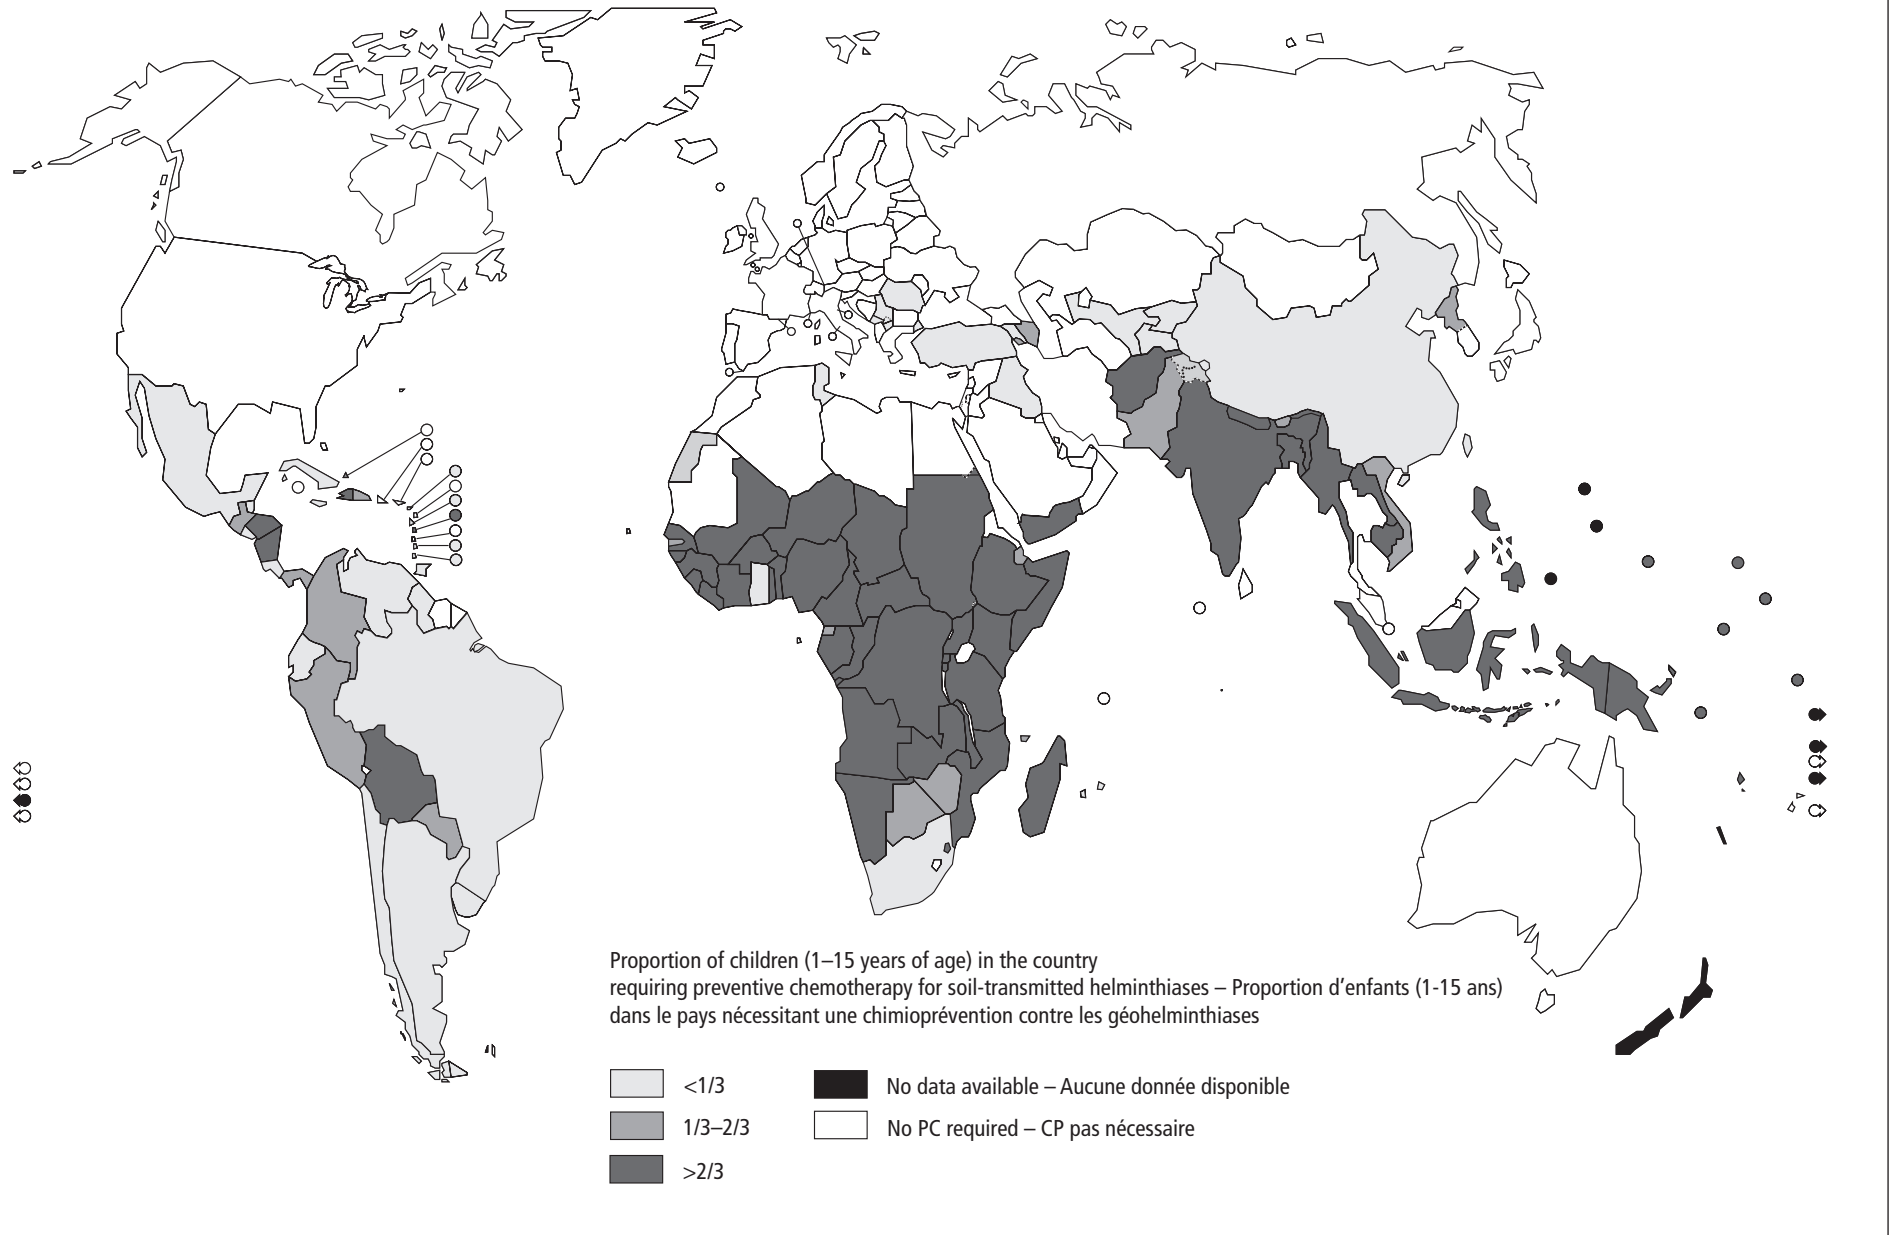 Proportion of children (1–15 years of age) in the country
requiring preventive chemotherapy for soil-transmitted helminthiases – Proportion d’enfants (1-15 ans)
dans le pays nécessitant une chimioprévention contre les géohelminthiases
<1/3
No data available – Aucune donnée disponible
1/3–2/3
No PC required – CP pas nécessaire
>2/3